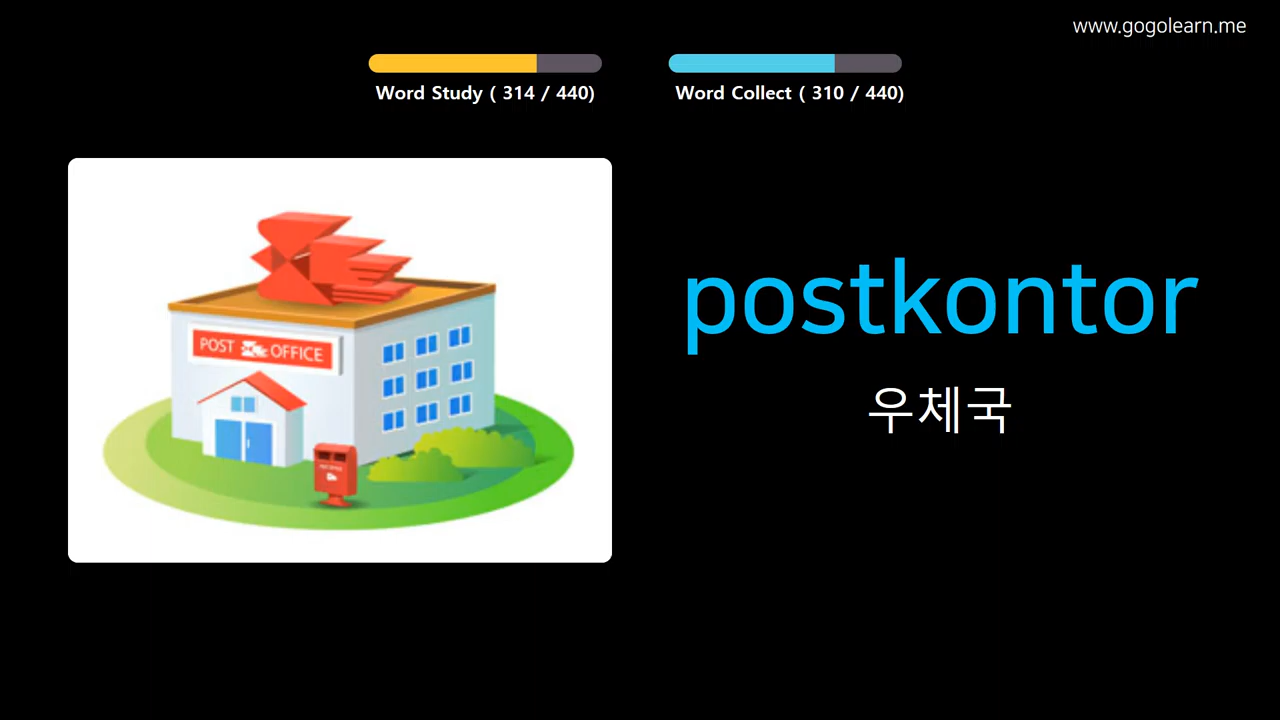 www.gogolearn.me
Word Study ( 314 / 440)
Word Collect ( 310 / 440)
POST OFFICE
postkontor
우체국